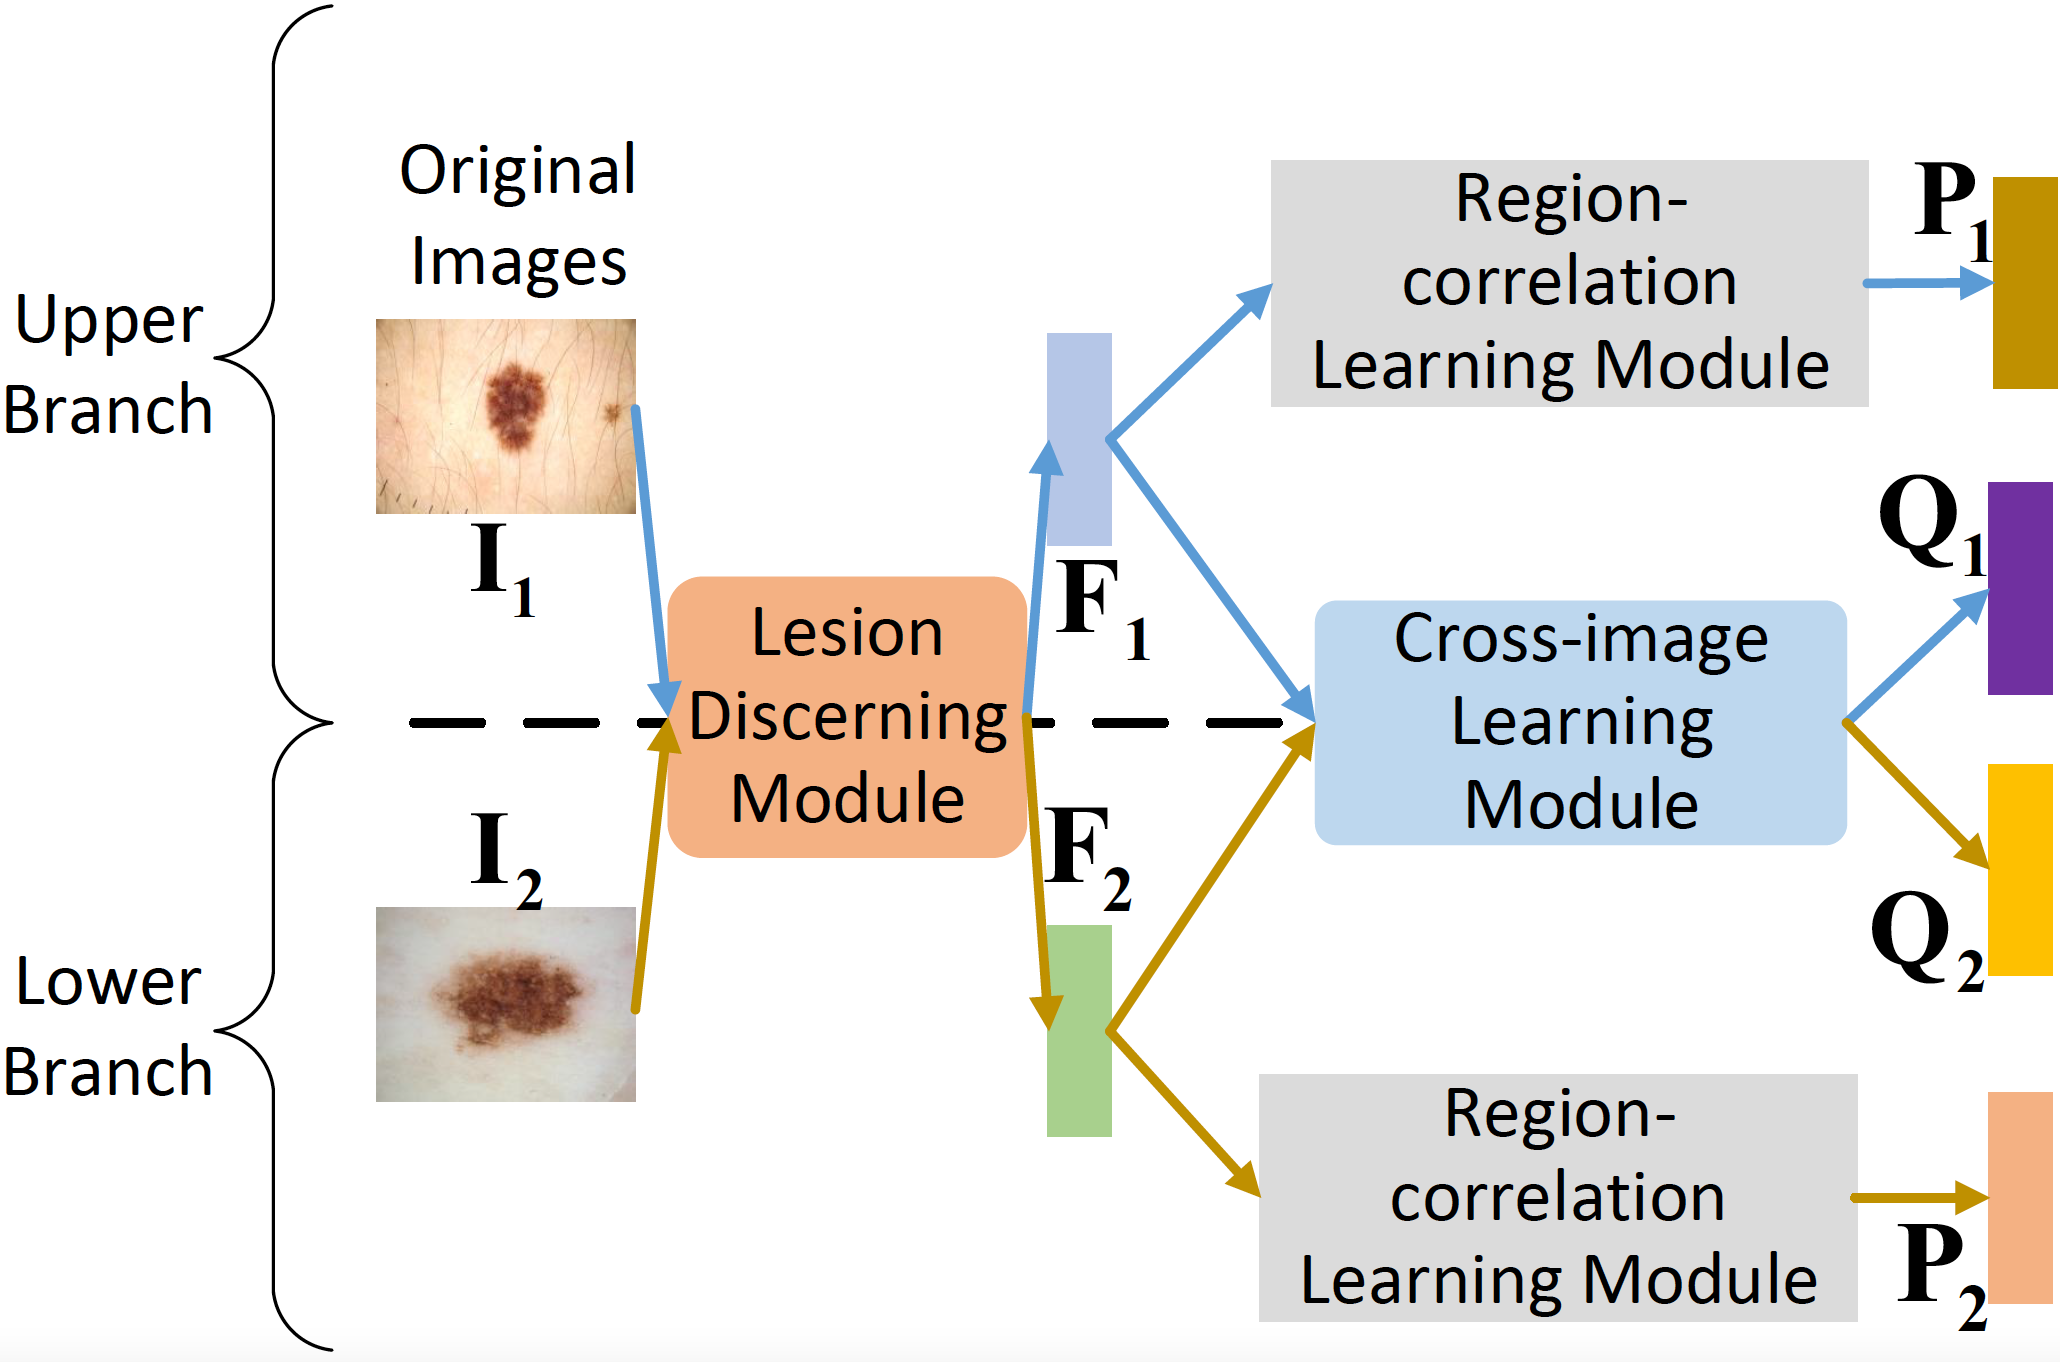 Upper
Branch
Original
Images
I1
Lesion
Discerning
Module
I2
Lower
Branch
F1
F2
Region-
correlation
Learning Module
P1
Cross-image
Learning
Module
Q1
Q2
Region-
correlation
Learning Module
P2